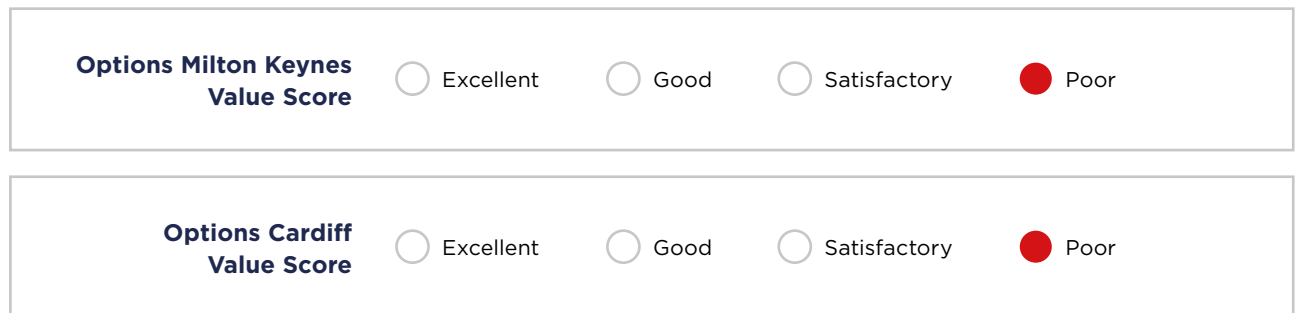 Options Milton Keynes
Value Score
Excellent Good Satisfactory Poor
Options Cardiff
Value Score
Excellent Good Satisfactory Poor